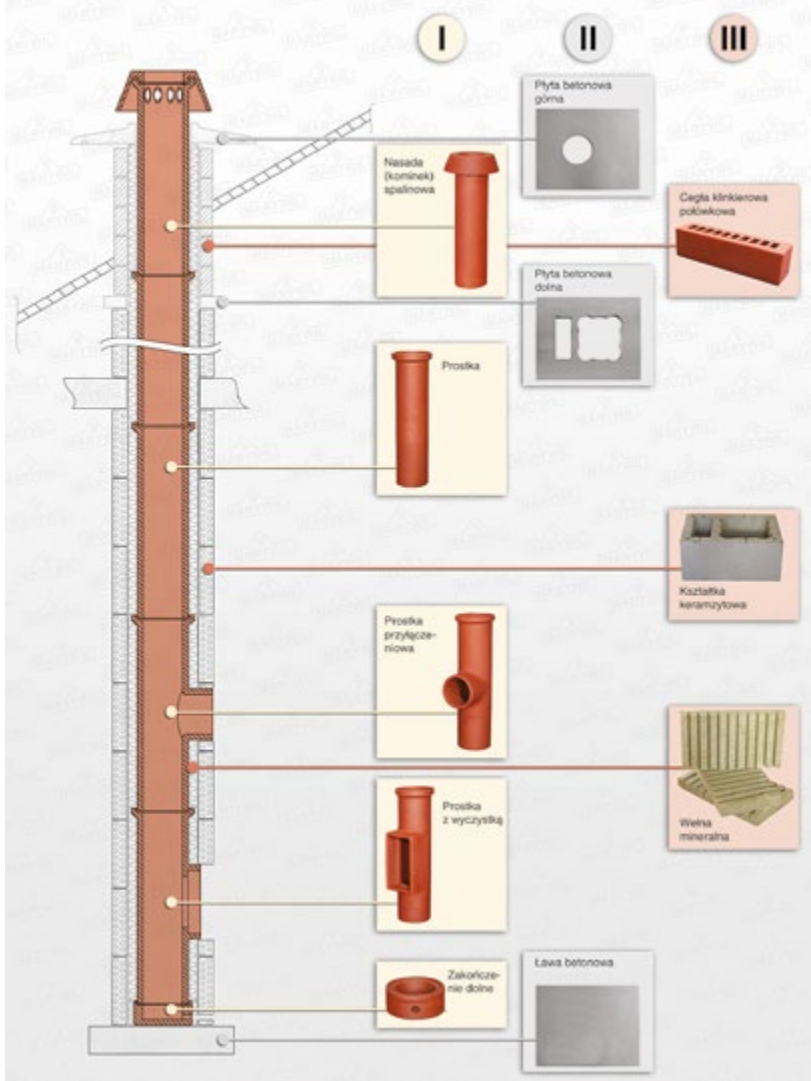 I
II
III
Płyta betonowa
górna
Nasada
(kominek)
spalinowa
Cegła klinkierowa
połówkowa
Płyta betonowa
dolna
Prostka
Kształtka
keramzytowa
Prostka
przyłącze-
niowa
Wełna
mineralna
Prostka
z wyczystką
Zakończe-
nie dolne
Ława betonowa